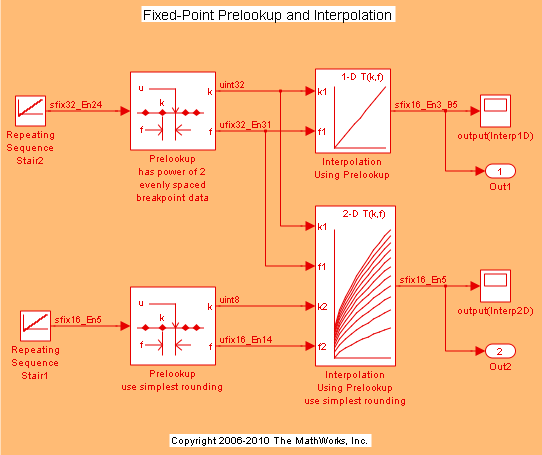 Fixed-Point Prelookup and Interpolation
sfix32_En24
Repeating
Sequence
Stair2
u
k
f
k
f
Prelookup
has power of 2
evenly spaced
breakpoint data
uint32
ufix32_En31
k1
f1
1-D T(k,f)
Interpolation
Using Prelookup
sfix16_En3_B5
output(Interp1D)
1
Out1
sfix16_En5
Repeating
Sequence
Stair1
u
k
f
k
f
Prelookup
use simplest rounding
uint8
ufix16_En14
k1
f1
k2
f2
2-D T(k,f)
Interpolation
Using Prelookup
use simplest rounding
sfix16_En5
output(Interp2D)
2
Out2
Copyright 2006-2010 The MathWorks, Inc.